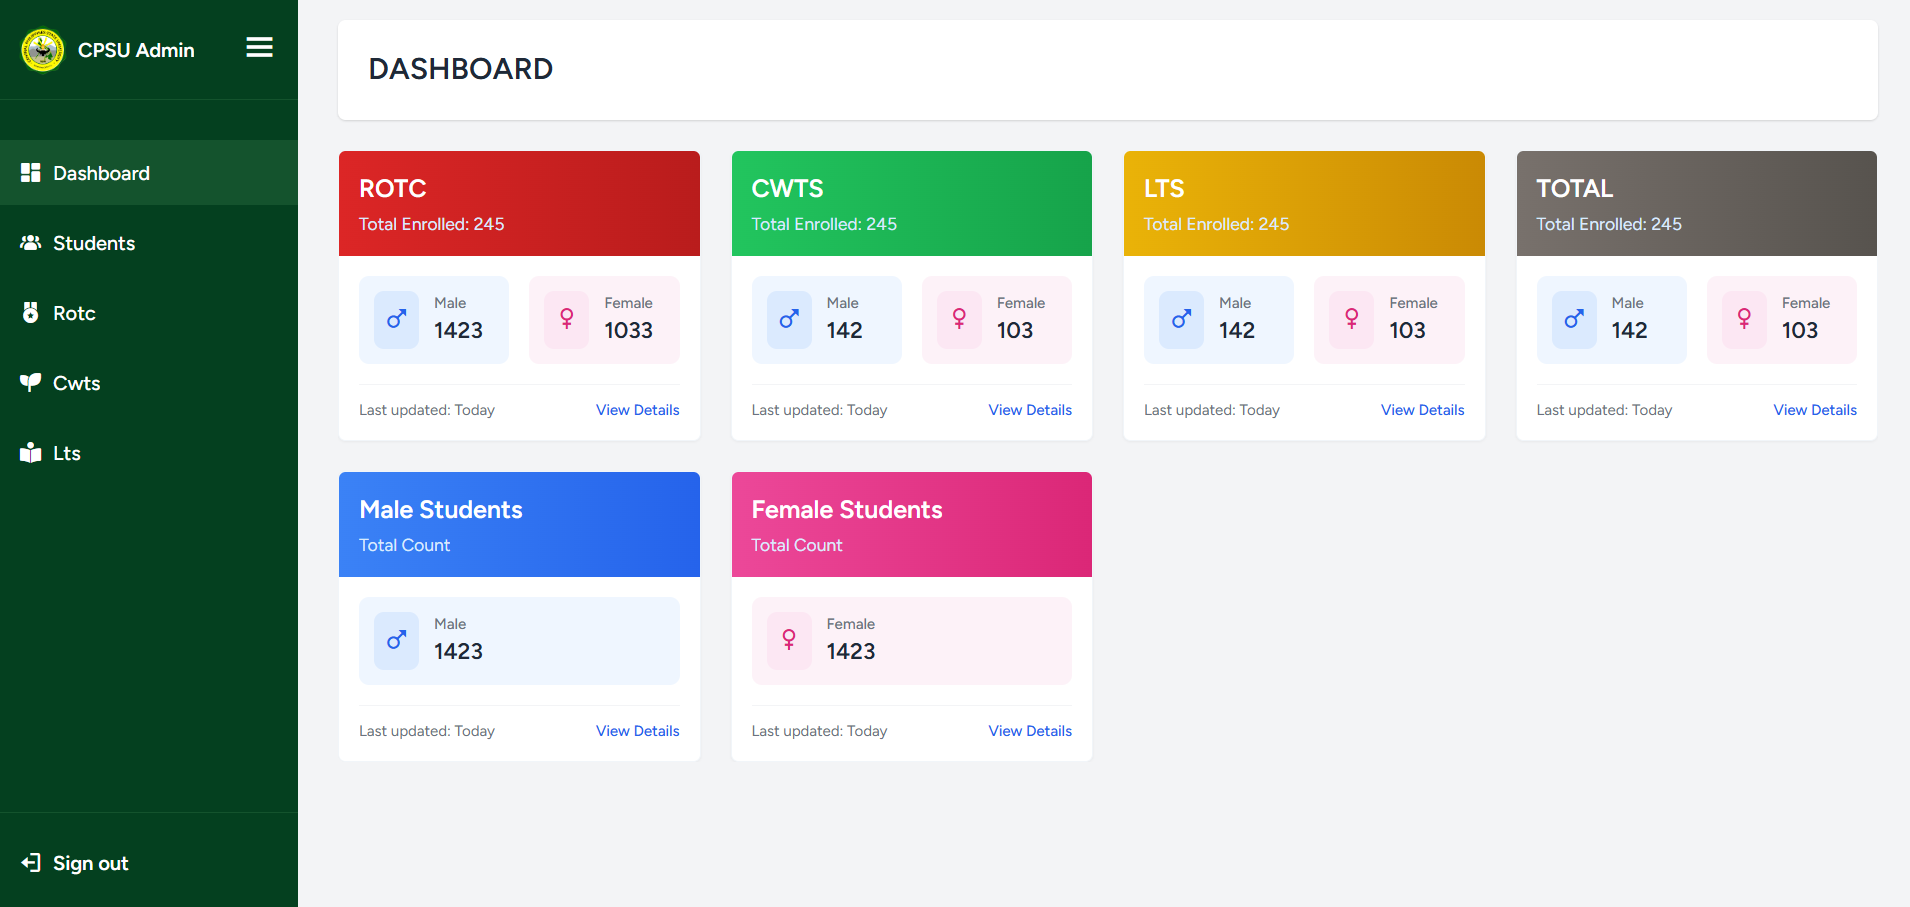 CPSU Admin
Dashboard
Students
Rotc
Cwts
Lts
Sign out
DASHBOARD
ROTC
Total Enrolled: 245
Male
1423
Female
1033
Last updated: Today
View Details
CWTS
Total Enrolled: 245
Male
142
Female
103
Last updated: Today
View Details
LTS
Total Enrolled: 245
Male
142
Female
103
Last updated: Today
View Details
TOTAL
Total Enrolled: 245
Male
142
Female
103
Last updated: Today
View Details
Male Students
Total Count
Male
1423
Last updated: Today
View Details
Female Students
Total Count
Female
1423
Last updated: Today
View Details